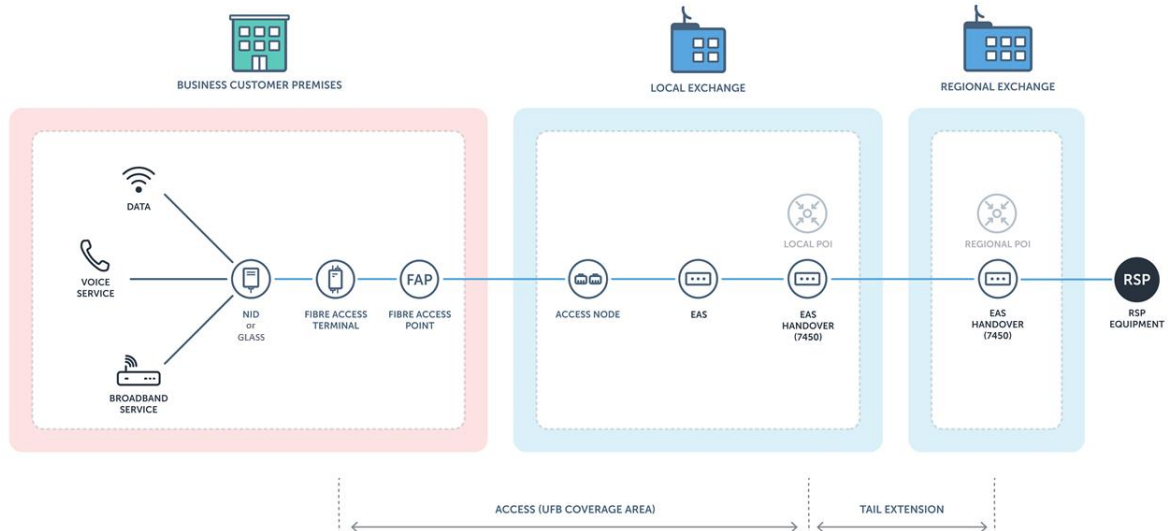 BUSINESS CUSTOMER PREMISES
LOCAL EXCHANGE
REGIONAL EXCHANGE
DATA
VOICE
SERVICE
BROADBAND
SERVICE
NID
or
GLASS
FIBRE ACCESS
TERMINAL
FAP
FIBRE ACCESS
POINT
ACCESS NODE
EAS
LOCAL POI
EAS
HANDOVER
(7450)
REGIONAL POI
EAS
HANDOVER
(7450)
RSP
RSP
EQUIPMENT
ACCESS (UFB COVERAGE AREA)
TAIL EXTENSION